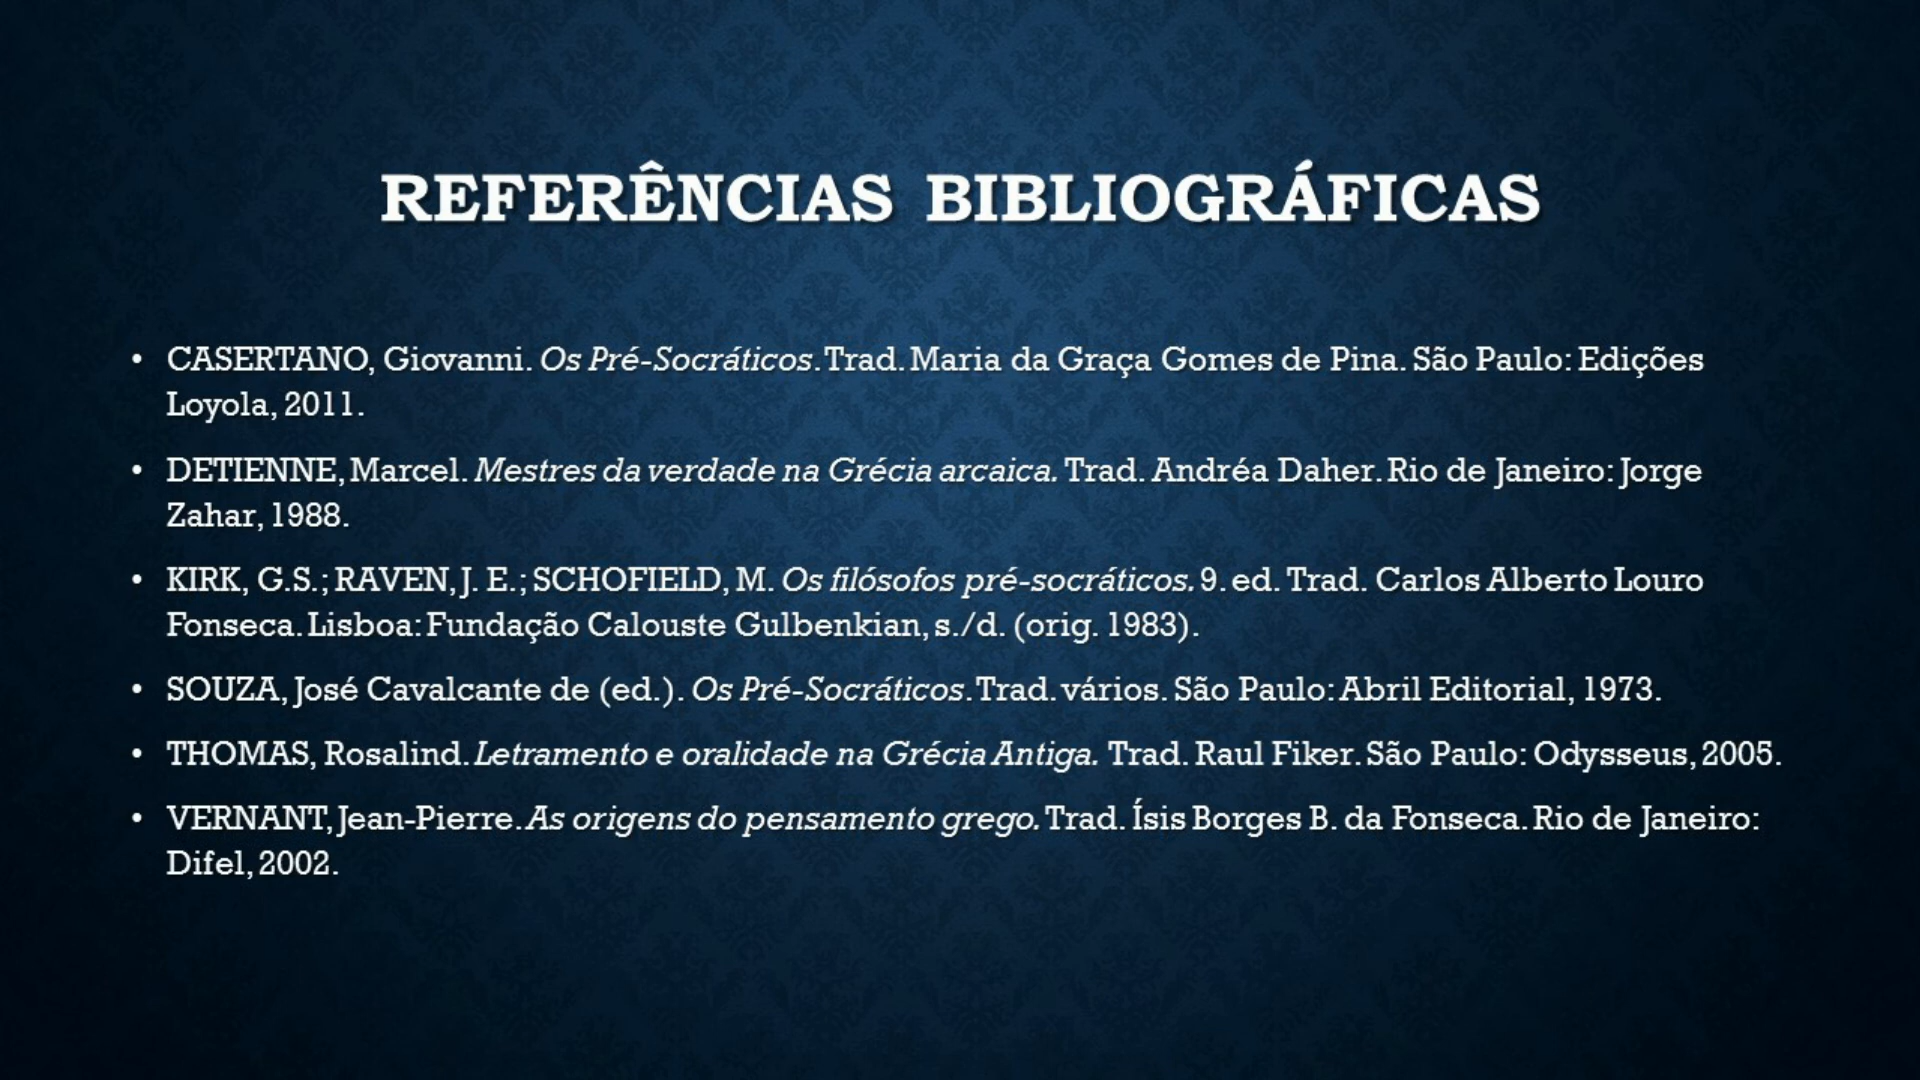 REFERÊNCIAS BIBLIOGRÁFICAS
• CASERTANO, Giovanni. Os Pré-Socráticos. Trad. Maria da Graça Gomes de Pina. São Paulo: Edições
Loyola, 2011.
• DETIENNE, Marcel. Mestres da verdade na Grécia arcaica. Trad. Andréa Daher. Rio de Janeiro: Jorge
Zahar, 1988.
• KIRK, G.S.; RAVEN, J. E.; SCHOFIELD, M. Os filósofos pré-socráticos. 9. ed. Trad. Carlos Alberto Louro
Fonseca. Lisboa: Fundação Calouste Gulbenkian, s./d. (orig. 1983).
• SOUZA, José Cavalcante de (ed.). Os Pré-Socráticos. Trad. vários. São Paulo: Abril Editorial, 1973.
• THOMAS, Rosalind. Letramento e oralidade na Grécia Antiga. Trad. Raul Fiker. São Paulo: Odysseus, 2005.
• VERNANT, Jean-Pierre. As origens do pensamento grego. Trad. Ísis Borges B. da Fonseca. Rio de Janeiro:
Difel, 2002.